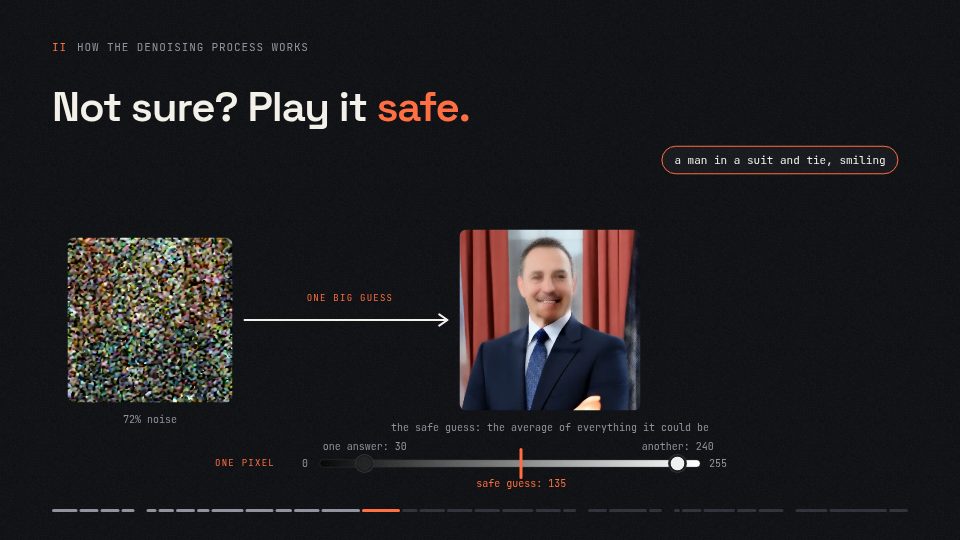 II HOW THE DENOISING PROCESS WORKS
Not sure? Play it safe.
a man in a suit and tie, smiling
ONE BIG GUESS
72% noise
the safe guess: the average of everything it could be
one answer: 30
another: 240
ONE PIXEL
0
255
safe guess: 135